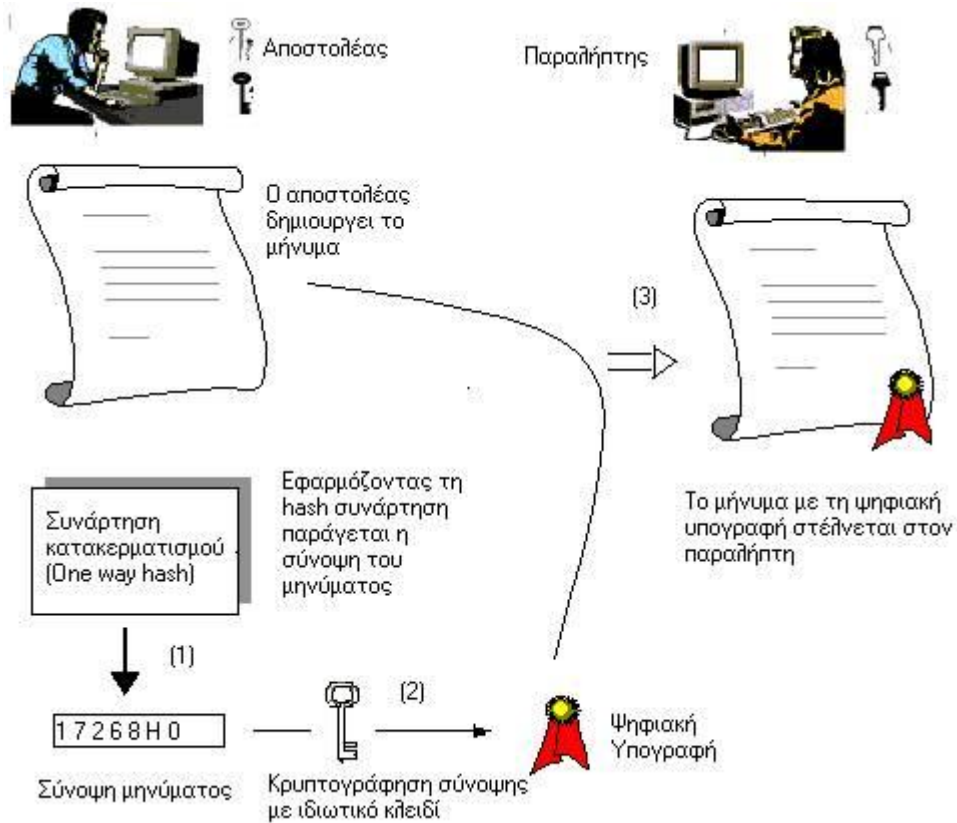 Αποστολέας
Παραλήπτης
Ο αποστολέας
δημιουργει το
μήνυμα
(3)
Συνάρτηση
κατακερματισμού
(One way hash)
Εφαρμόζοντας τη
hash συνάρτηση
παράγεται η
σύνοψη του
μηνύματος
Το μήνυμα με τη ψηφιακή
υπογραφή στέλνεται στον
παραλήπτη
(1)
17268H0
(2)
Ψηφιακή
Υπογραφή
Σύνοψη μηνύματος
Κρυπτογράφηση σύνοψης
με ιδιωτικό κλειδί